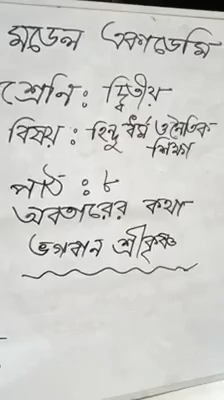 মডেল একাডেমি
শ্রেনি: দ্বিতীয়
বিষয়: হিন্দু ধর্ম ও নৈতিক
শিক্ষা
পাঠ: ৮
অবতারের কথা
ভগবান শ্রীকৃষ্ণ